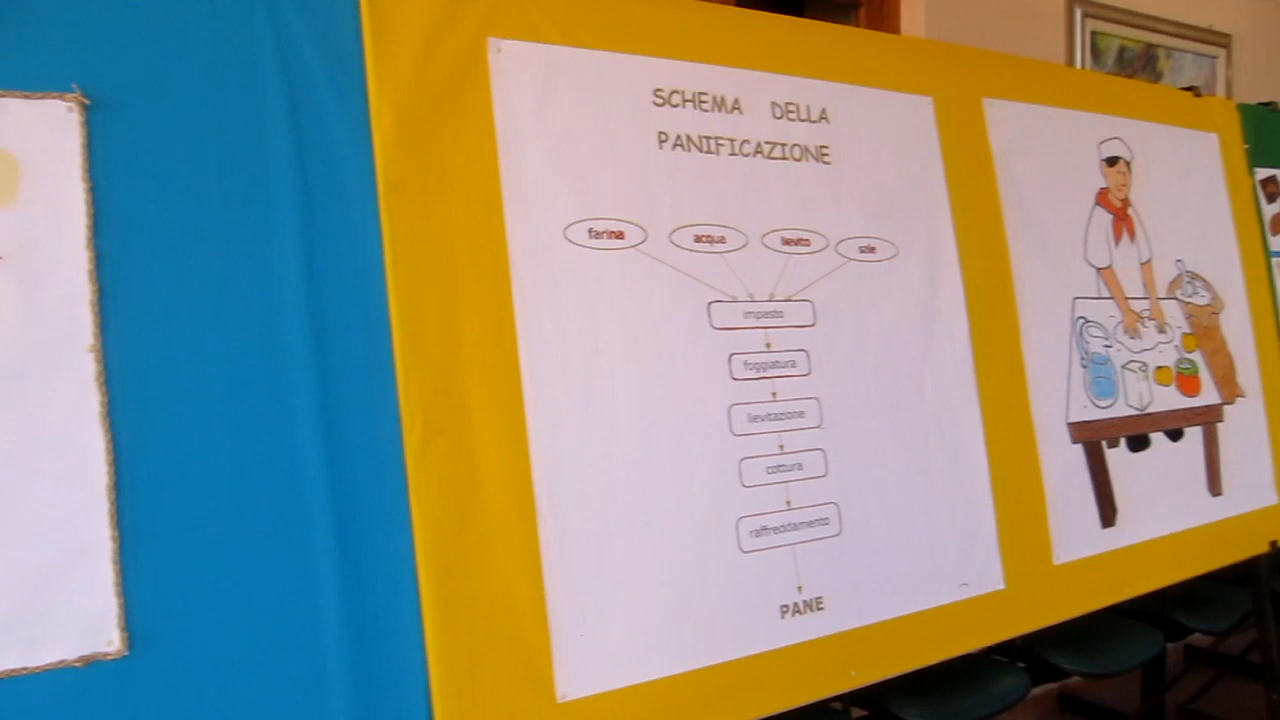 SCHEMA DELLA
PANIFICAZIONE
farina acqua lievito sale
impasto
foggiatura
lievitazione
cottura
raffreddamento
PANE